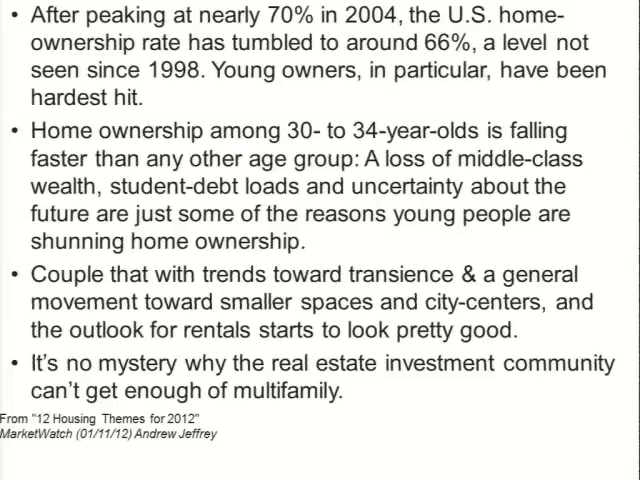 • After peaking at nearly 70% in 2004, the U.S. home-
ownership rate has tumbled to around 66%, a level not
seen since 1998. Young owners, in particular, have been
hardest hit.
• Home ownership among 30- to 34-year-olds is falling
faster than any other age group: A loss of middle-class
wealth, student-debt loads and uncertainty about the
future are just some of the reasons young people are
shunning home ownership.
• Couple that with trends toward transience & a general
movement toward smaller spaces and city-centers, and
the outlook for rentals starts to look pretty good.
• It's no mystery why the real estate investment community
can't get enough of multifamily.
From "12 Housing Themes for 2012"
MarketWatch (01/11/12) Andrew Jeffrey